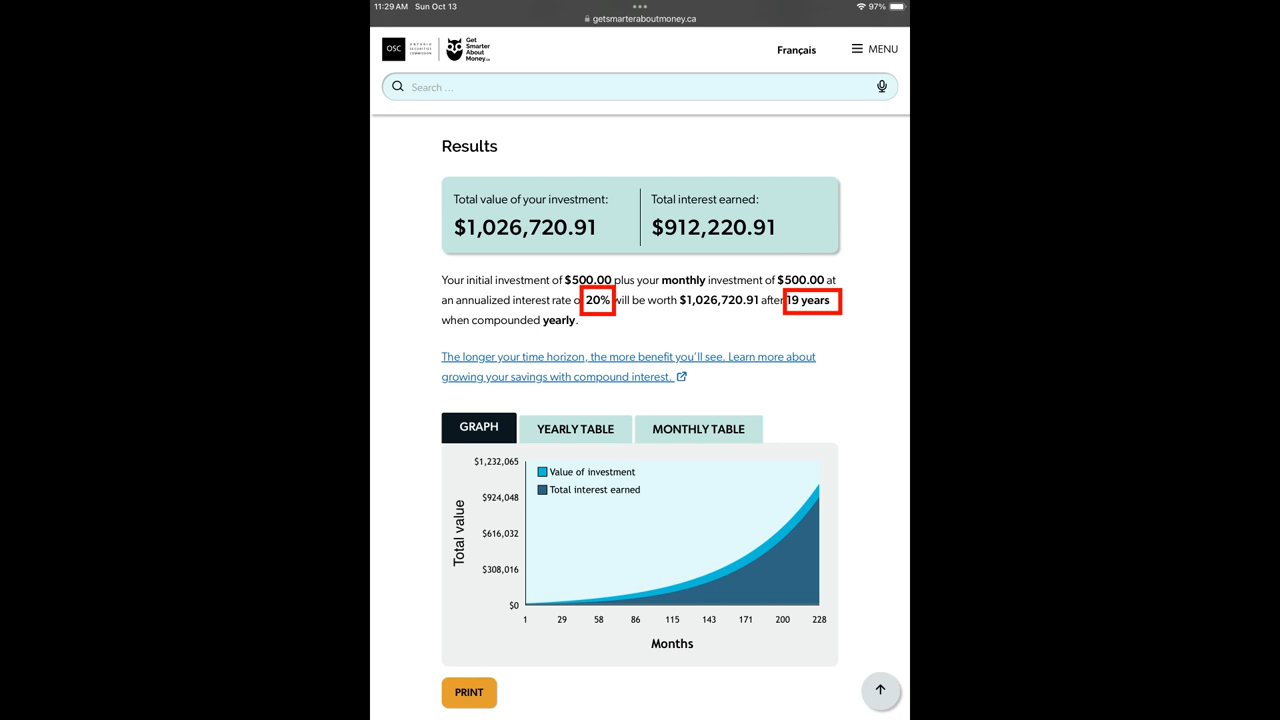 11:29 AM Sun Oct 13
97%
getsmarteraboutmoney.ca
OSC
ONTARIO
SECURITIES
COMMISSION
Get
Smarter
About
Money.ca
Français
MENU
Search ...
Results
Total value of your investment:
$1,026,720.91
Total interest earned:
$912,220.91
Your initial investment of $500.00 plus your monthly investment of $500.00 at
an annualized interest rate o 20% will be worth $1,026,720.91 after 19 years
when compounded yearly.
The longer your time horizon, the more benefit you'll see. Learn more about
growing your savings with compound interest.
GRAPH
YEARLY TABLE
MONTHLY TABLE
Value of investment
Total interest earned
Total value
$1,232,065
$924,048
$616,032
$308,016
$0
1 29 58 86 115 143 171 200 228
Months
PRINT